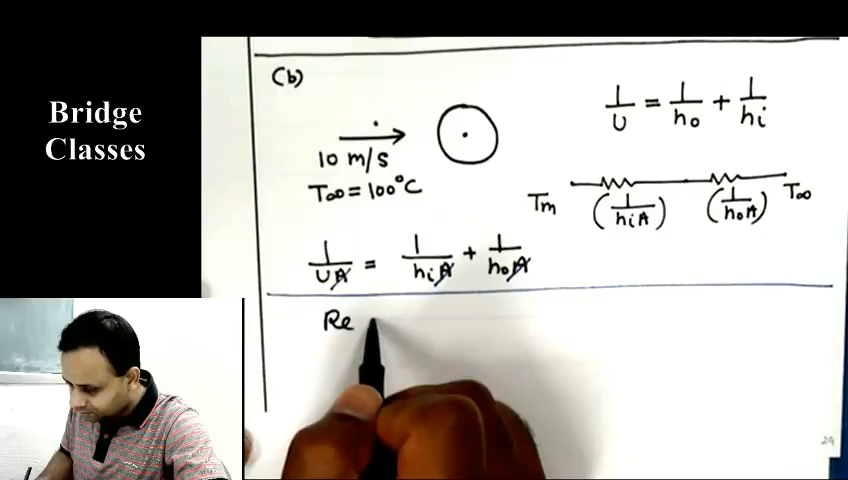 Bridge
Classes
(b)
10 m/s
T∞ = 100°C
1/U = 1/ho + 1/hi
Tm (1/hiA) (1/hoA) T∞
1/UA = 1/hiA + 1/hoA
Re
29